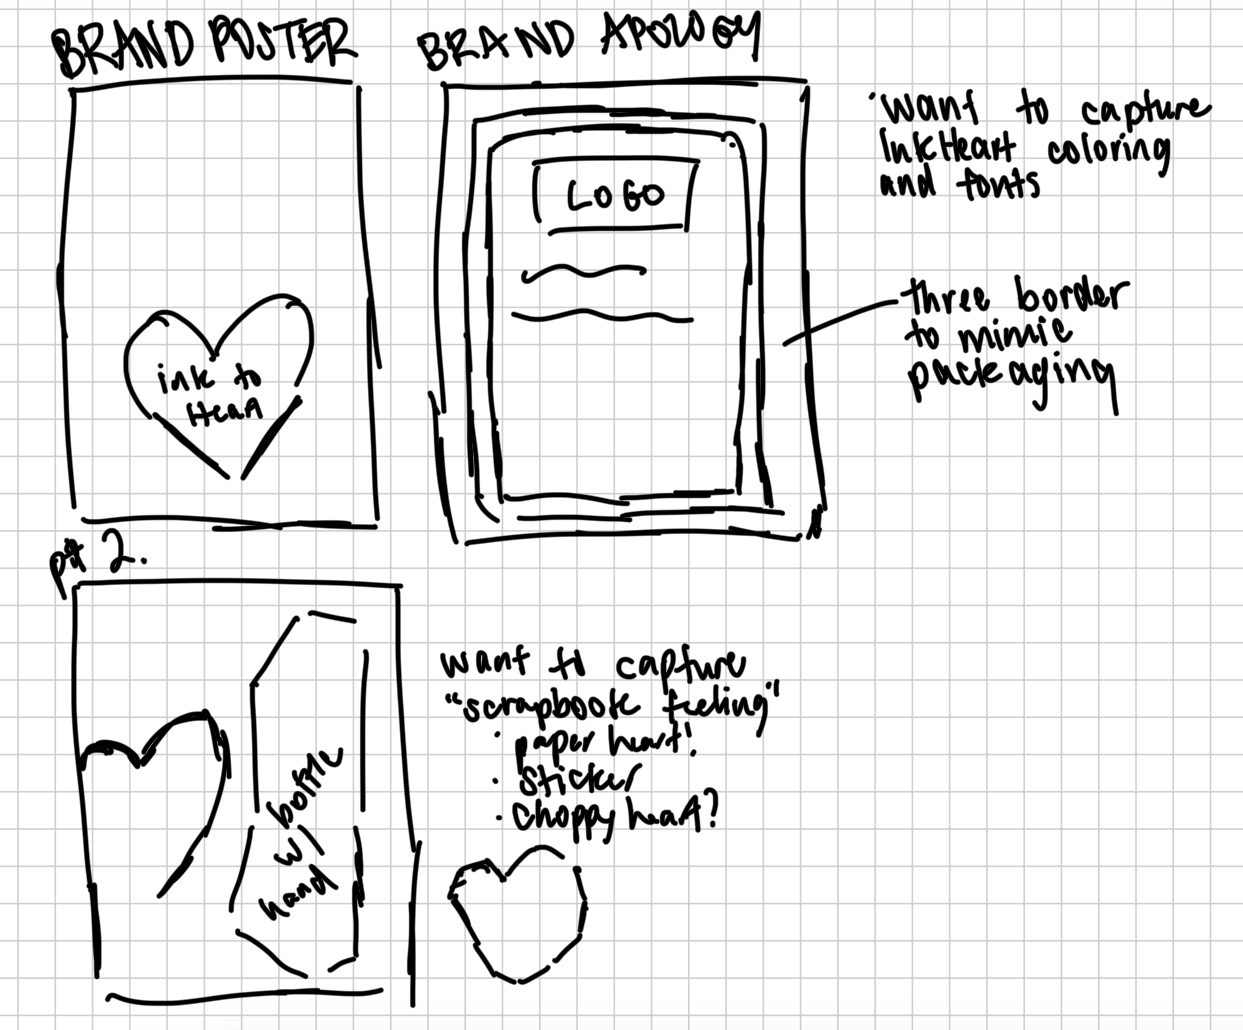 BRAND POSTER
BRAND APOLOGY
• want to capture
InkHeart coloring
and fonts
LOGO
three border
to mimic
packaging
ink to
Heart
pt 2.
want to capture
"scrapbook feeling"
• paper heart!
• sticker
• choppy heart?
bottle
w/
hand